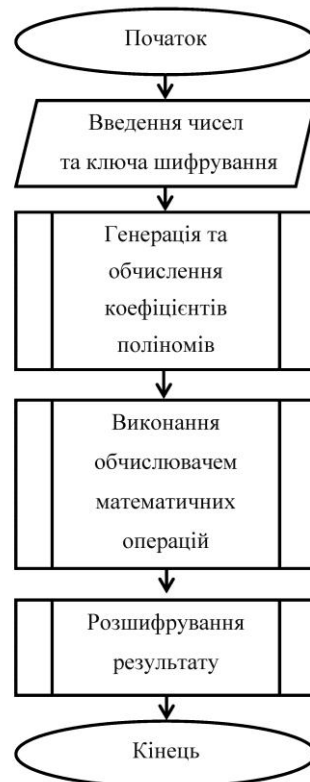 Початок
Введення чисел
та ключа шифрування
Генерація та
обчислення
коефіцієнтів
поліномів
Виконання
обчислювачем
математичних
операцій
Розшифрування
результату
Кінець